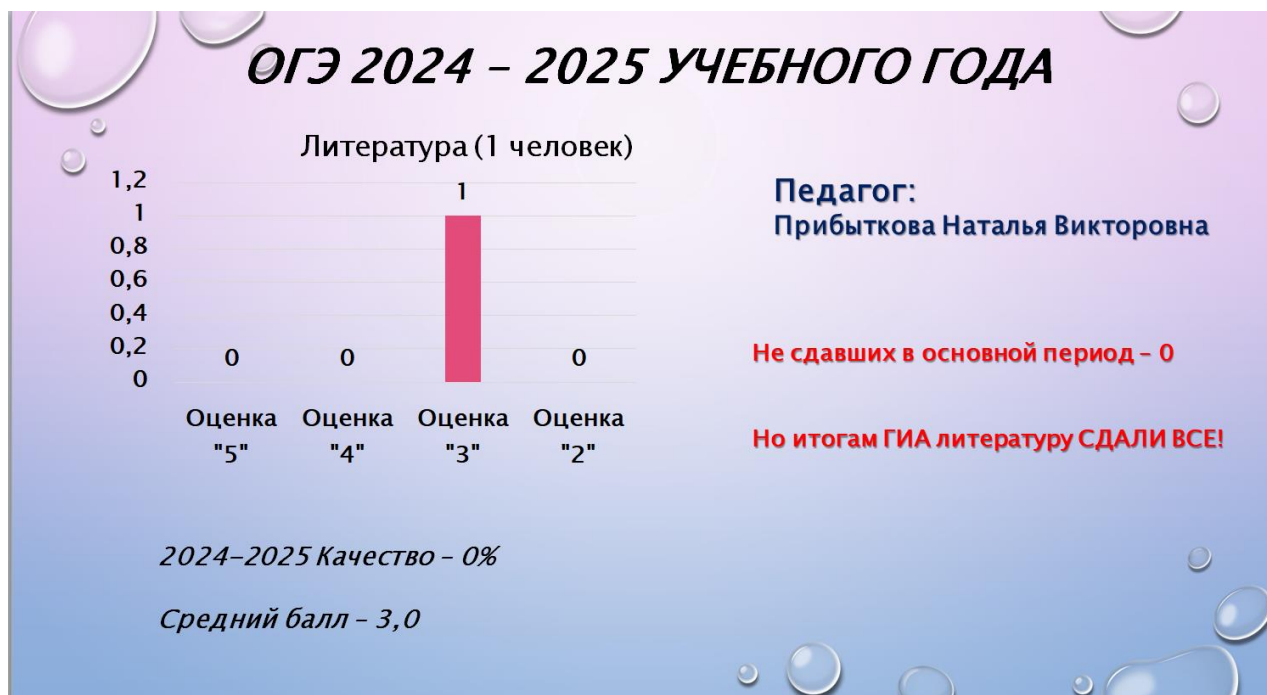 ОГЭ 2024 – 2025 УЧЕБНОГО ГОДА
Литература (1 человек)
1,2
1
0,8
0,6
0,4
0,2
0
0
0
1
0
Оценка "5"
Оценка "4"
Оценка "3"
Оценка "2"
Педагог:
Прибыткова Наталья Викторовна
Не сдавших в основной период – 0
Но итогам ГИА литературу СДАЛИ ВСЕ!
2024–2025 Качество – 0%
Средний балл – 3,0